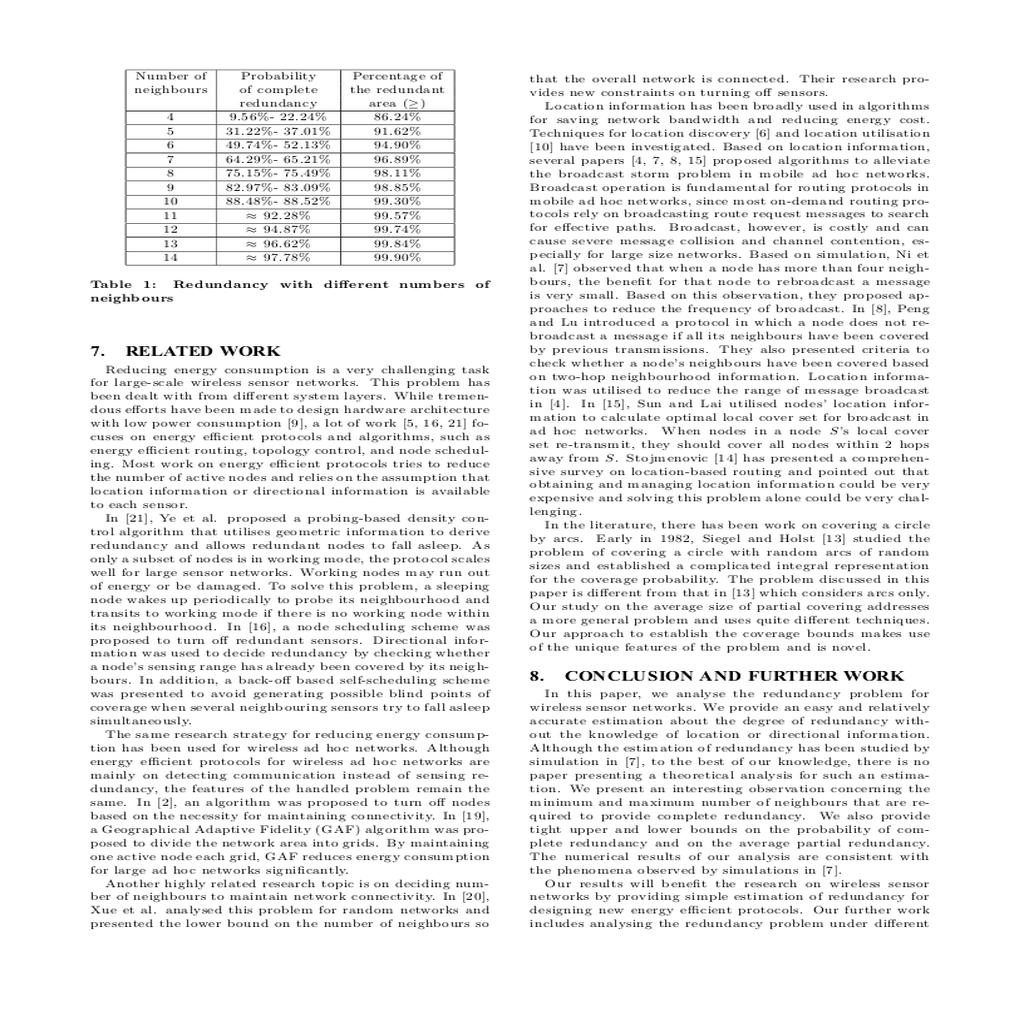 Number of neighbours Probability of complete redundancy Percentage of the redundant area (≥)
4 9.56%- 22.24% 86.24%
5 31.22%- 37.01% 91.62%
6 49.74%- 52.13% 94.90%
7 64.29%- 65.21% 96.89%
8 75.15%- 75.49% 98.11%
9 82.97%- 83.09% 98.85%
10 88.48%- 88.52% 99.30%
11 ≈ 92.28% 99.57%
12 ≈ 94.87% 99.74%
13 ≈ 96.62% 99.84%
14 ≈ 97.78% 99.90%
Table 1: Redundancy with different numbers of
neighbours
7. RELATED WORK
Reducing energy consumption is a very challenging task
for large-scale wireless sensor networks. This problem has
been dealt with from different system layers. While tremen-
dous efforts have been made to design hardware architecture
with low power consumption [9], a lot of work [5, 16, 21] fo-
cuses on energy efficient protocols and algorithms, such as
energy efficient routing, topology control, and node schedul-
ing. Most work on energy efficient protocols tries to reduce
the number of active nodes and relies on the assumption that
location information or directional information is available
to each sensor.
In [21], Ye et al. proposed a probing-based density con-
trol algorithm that utilises geometric information to derive
redundancy and allows redundant nodes to fall asleep. As
only a subset of nodes is in working mode, the protocol scales
well for large sensor networks. Working nodes may run out
of energy or be damaged. To solve this problem, a sleeping
node wakes up periodically to probe its neighbourhood and
transits to working mode if there is no working node within
its neighbourhood. In [16], a node scheduling scheme was
proposed to turn off redundant sensors. Directional infor-
mation was used to decide redundancy by checking whether
a node's sensing range has already been covered by its neigh-
bours. In addition, a back-off based self-scheduling scheme
was presented to avoid generating possible blind points of
coverage when several neighbouring sensors try to fall asleep
simultaneously.
The same research strategy for reducing energy consump-
tion has been used for wireless ad hoc networks. Although
energy efficient protocols for wireless ad hoc networks are
mainly on detecting communication instead of sensing re-
dundancy, the features of the handled problem remain the
same. In [2], an algorithm was proposed to turn off nodes
based on the necessity for maintaining connectivity. In [19],
a Geographical Adaptive Fidelity (GAF) algorithm was pro-
posed to divide the network area into grids. By maintaining
one active node each grid, GAF reduces energy consumption
for large ad hoc networks significantly.
Another highly related research topic is on deciding num-
ber of neighbours to maintain network connectivity. In [20],
Xue et al. analysed this problem for random networks and
presented the lower bound on the number of neighbours so
that the overall network is connected. Their research pro-
vides new constraints on turning off sensors.
Location information has been broadly used in algorithms
for saving network bandwidth and reducing energy cost.
Techniques for location discovery [6] and location utilisation
[10] have been investigated. Based on location information,
several papers [4, 7, 8, 15] proposed algorithms to alleviate
the broadcast storm problem in mobile ad hoc networks.
Broadcast operation is fundamental for routing protocols in
mobile ad hoc networks, since most on-demand routing pro-
tocols rely on broadcasting route request messages to search
for effective paths. Broadcast, however, is costly and can
cause severe message collision and channel contention, es-
pecially for large size networks. Based on simulation, Ni et
al. [7] observed that when a node has more than four neigh-
bours, the benefit for that node to rebroadcast a message
is very small. Based on this observation, they proposed ap-
proaches to reduce the frequency of broadcast. In [8], Peng
and Lu introduced a protocol in which a node does not re-
broadcast a message if all its neighbours have been covered
by previous transmissions. They also presented criteria to
check whether a node's neighbours have been covered based
on two-hop neighbourhood information. Location informa-
tion was utilised to reduce the range of message broadcast
in [4]. In [15], Sun and Lai utilised nodes' location infor-
mation to calculate optimal local cover set for broadcast in
ad hoc networks. When nodes in a node S's local cover
set re-transmit, they should cover all nodes within 2 hops
away from S. Stojmenovic [14] has presented a comprehen-
sive survey on location-based routing and pointed out that
obtaining and managing location information could be very
expensive and solving this problem alone could be very chal-
lenging.
In the literature, there has been work on covering a circle
by arcs. Early in 1982, Siegel and Holst [13] studied the
problem of covering a circle with random arcs of random
sizes and established a complicated integral representation
for the coverage probability. The problem discussed in this
paper is different from that in [13] which considers arcs only.
Our study on the average size of partial covering addresses
a more general problem and uses quite different techniques.
Our approach to establish the coverage bounds makes use
of the unique features of the problem and is novel.
8. CONCLUSION AND FURTHER WORK
In this paper, we analyse the redundancy problem for
wireless sensor networks. We provide an easy and relatively
accurate estimation about the degree of redundancy with-
out the knowledge of location or directional information.
Although the estimation of redundancy has been studied by
simulation in [7], to the best of our knowledge, there is no
paper presenting a theoretical analysis for such an estima-
tion. We present an interesting observation concerning the
minimum and maximum number of neighbours that are re-
quired to provide complete redundancy. We also provide
tight upper and lower bounds on the probability of com-
plete redundancy and on the average partial redundancy.
The numerical results of our analysis are consistent with
the phenomena observed by simulations in [7].
Our results will benefit the research on wireless sensor
networks by providing simple estimation of redundancy for
designing new energy efficient protocols. Our further work
includes analysing the redundancy problem under different